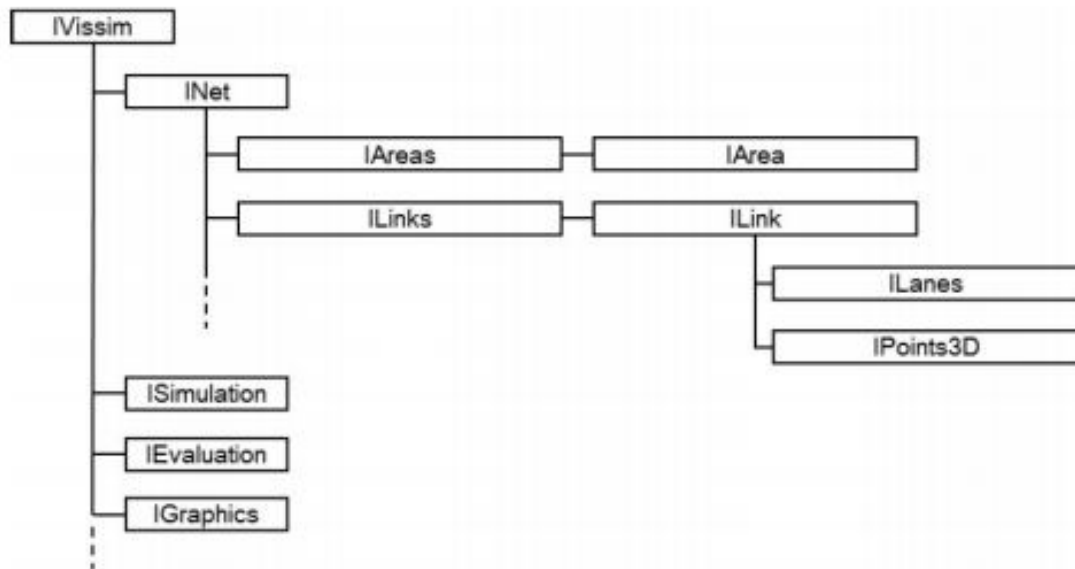 IVissim
INet
IAreas
IArea
ILinks
ILink
ILanes
IPoints3D
ISimulation
IEvaluation
IGraphics